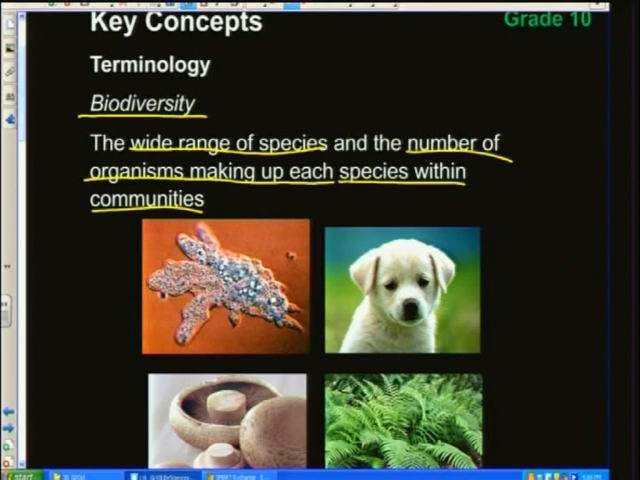 Key Concepts
Grade 10
Terminology
Biodiversity
The wide range of species and the number of
organisms making up each species within
communities
start